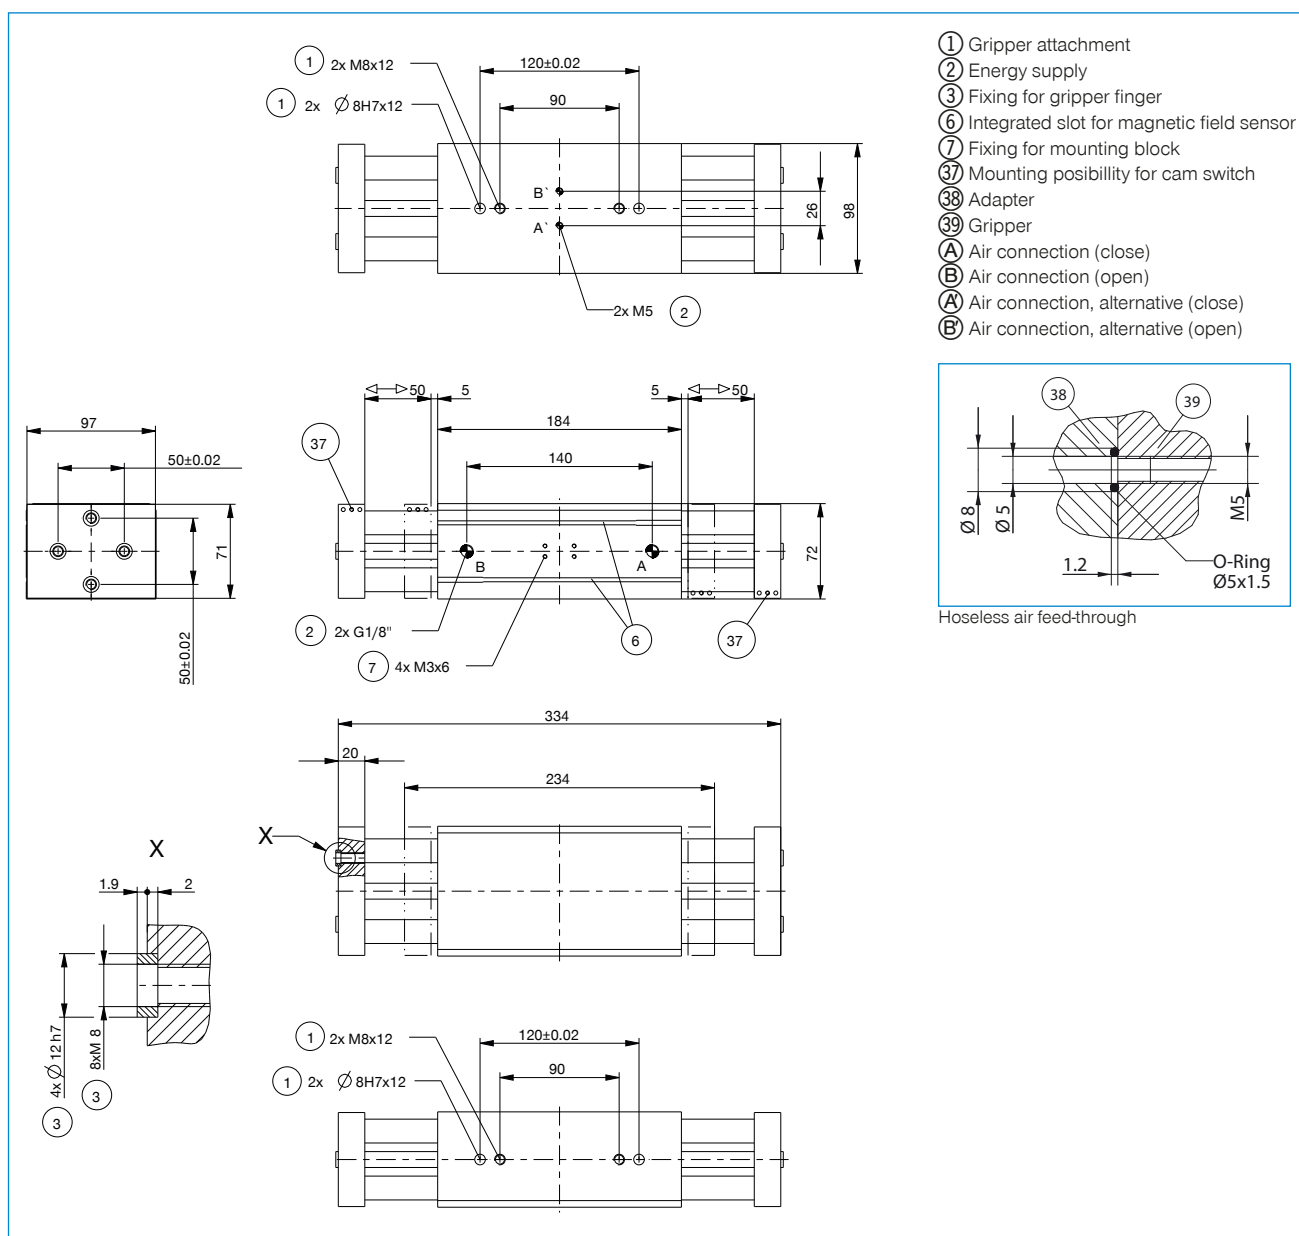 1 2x M8x12
1 2x Ø 8H7x12
120±0.02
90
B`
A`
26
98
2x M5 2
1 Gripper attachment
2 Energy supply
3 Fixing for gripper finger
6 Integrated slot for magnetic field sensor
7 Fixing for mounting block
37 Mounting posibillity for cam switch
38 Adapter
39 Gripper
A Air connection (close)
B Air connection (open)
A' Air connection, alternative (close)
B' Air connection, alternative (open)
97
50±0.02
71
50±0.02
37
50
5
5
50
184
140
B
A
72
2 2x G1/8"
7 4x M3x6
6
37
38
39
Ø 8
Ø 5
M5
1.2
O-Ring
Ø5x1.5
Hoseless air feed-through
334
20
234
X
X
1.9
2
4x Ø 12 h7
8xM 8
3
3
1 2x M8x12
1 2x Ø 8H7x12
120±0.02
90